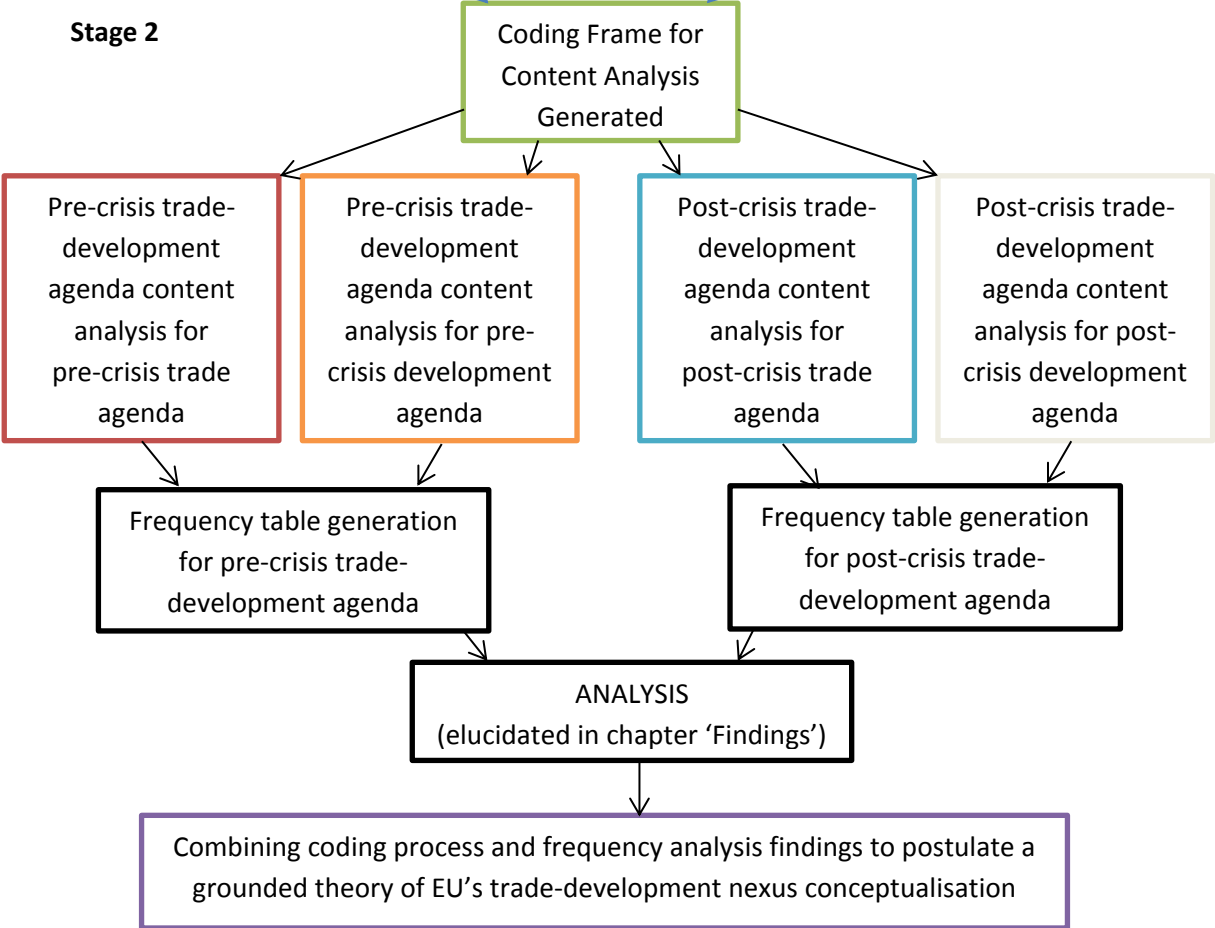 Stage 2
Coding Frame for
Content Analysis
Generated
Pre-crisis trade-
development
agenda content
analysis for
pre-crisis trade
agenda
Pre-crisis trade-
development
agenda content
analysis for pre-
crisis development
agenda
Post-crisis trade-
development
agenda content
analysis for
post-crisis trade
agenda
Post-crisis trade-
development
agenda content
analysis for post-
crisis development
agenda
Frequency table generation
for pre-crisis trade-
development agenda
Frequency table generation
for post-crisis trade-
development agenda
ANALYSIS
(elucidated in chapter ‘Findings’)
Combining coding process and frequency analysis findings to postulate a
grounded theory of EU’s trade-development nexus conceptualisation